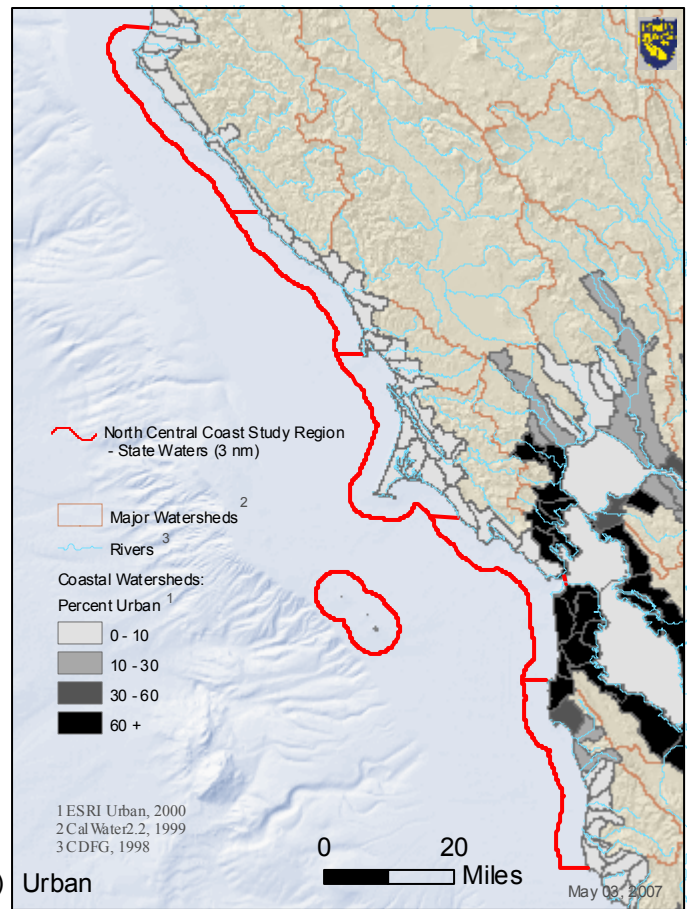 North Central Coast Study Region
- State Waters (3 nm)
Major Watersheds 2
Rivers 3
Coastal Watersheds:
Percent Urban 1
0 - 10
10 - 30
30 - 60
60 +
1 ESRI Urban, 2000
2 CalWater2.2, 1999
3 CDFG, 1998
0 20
Miles
) Urban
May 03, 2007